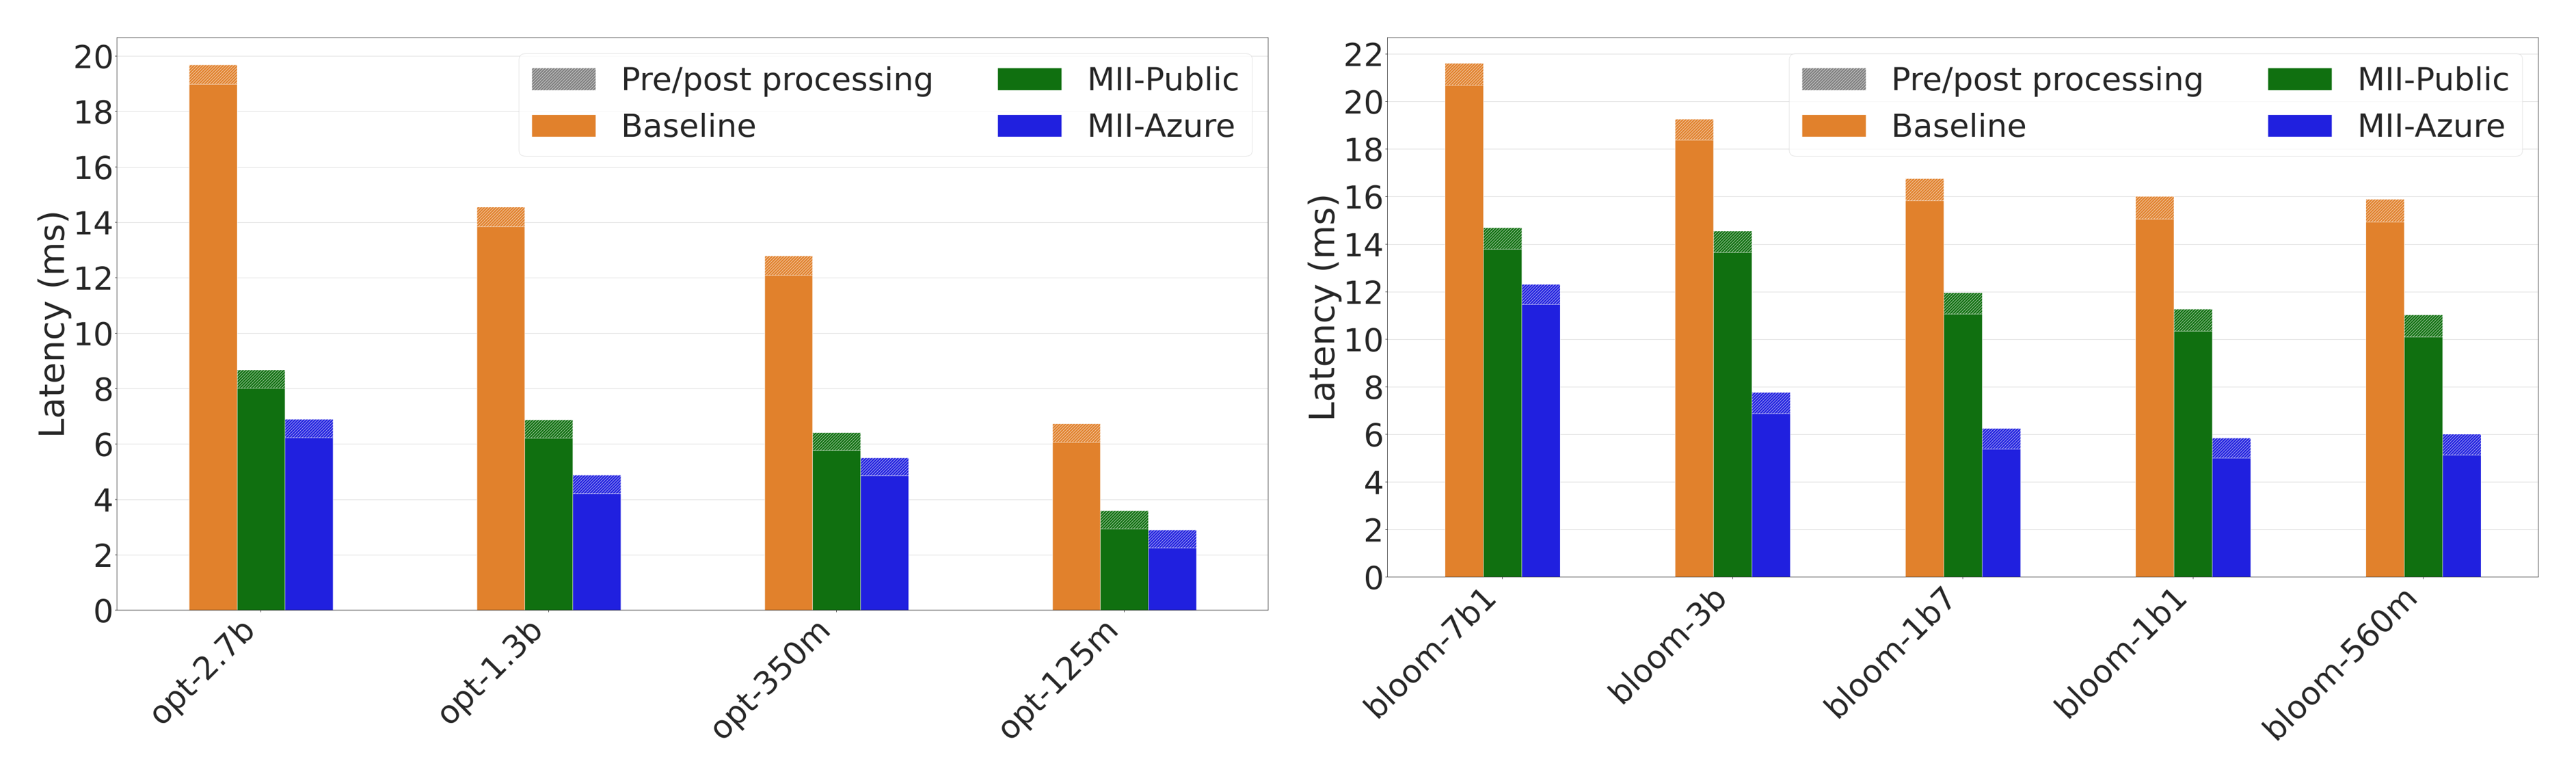 Latency (ms)
20
18
16
14
12
10
8
6
4
2
0
Pre/post processing
Baseline
MII-Public
MII-Azure
opt-2.7b
opt-1.3b
opt-350m
opt-125m
Latency (ms)
22
20
18
16
14
12
10
8
6
4
2
0
Pre/post processing
Baseline
MII-Public
MII-Azure
bloom-7b1
bloom-3b
bloom-1b7
bloom-1b1
bloom-560m